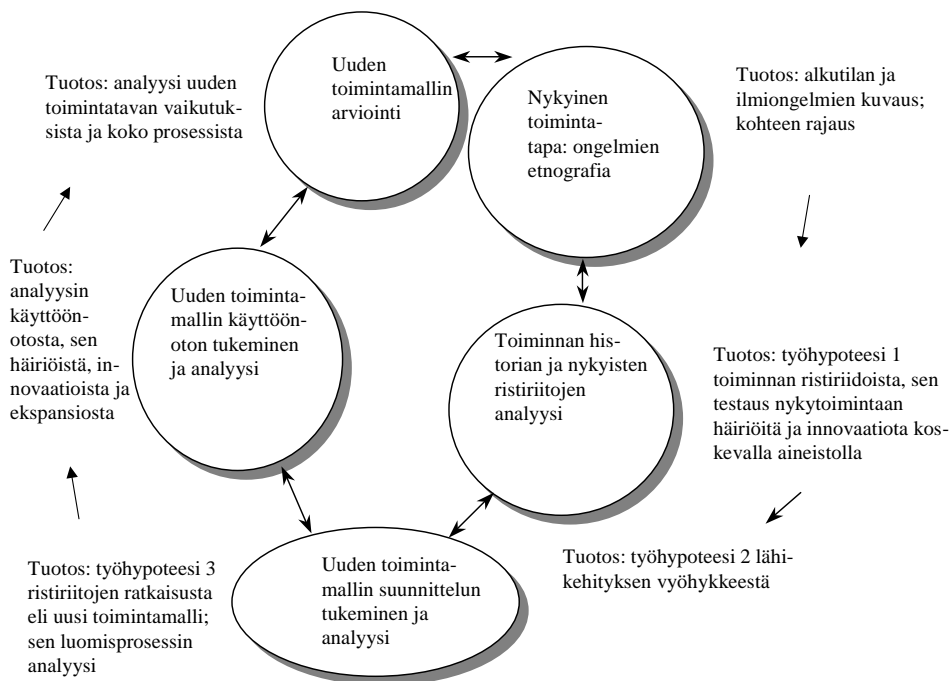 Uuden
toimintamallin
arviointi
Tuotos: analyysi uuden
toimintatavan vaikutuk-
sista ja koko prosessista
Nykyinen
toiminta-
tapa: ongelmien
etnografia
Tuotos: alkutilan ja
ilmiongelmien kuvaus;
kohteen rajaus
Tuotos:
analyysin
käyttöön-
otosta, sen
häiriöistä, in-
novaatioista ja
ekspansiosta
Uuden toiminta-
mallin käyttöön-
oton tukeminen
ja analyysi
Toiminnan his-
torian ja nykyisten
ristiriitojen
analyysi
Tuotos: työhypoteesi 1
toiminnan ristiriidoista, sen
testaus nykytoimintaan
häiriöitä ja innovaatiota kos-
kevalla aineistolla
Tuotos: työhypoteesi 2 lähi-
kehityksen vyöhykkeestä
Uuden toiminta-
mallin suunnittelun
tukeminen ja
analyysi
Tuotos: työhypoteesi 3
ristiriitojen ratkaisusta
eli uusi toimintamalli;
sen luomisprosessin
analyysi